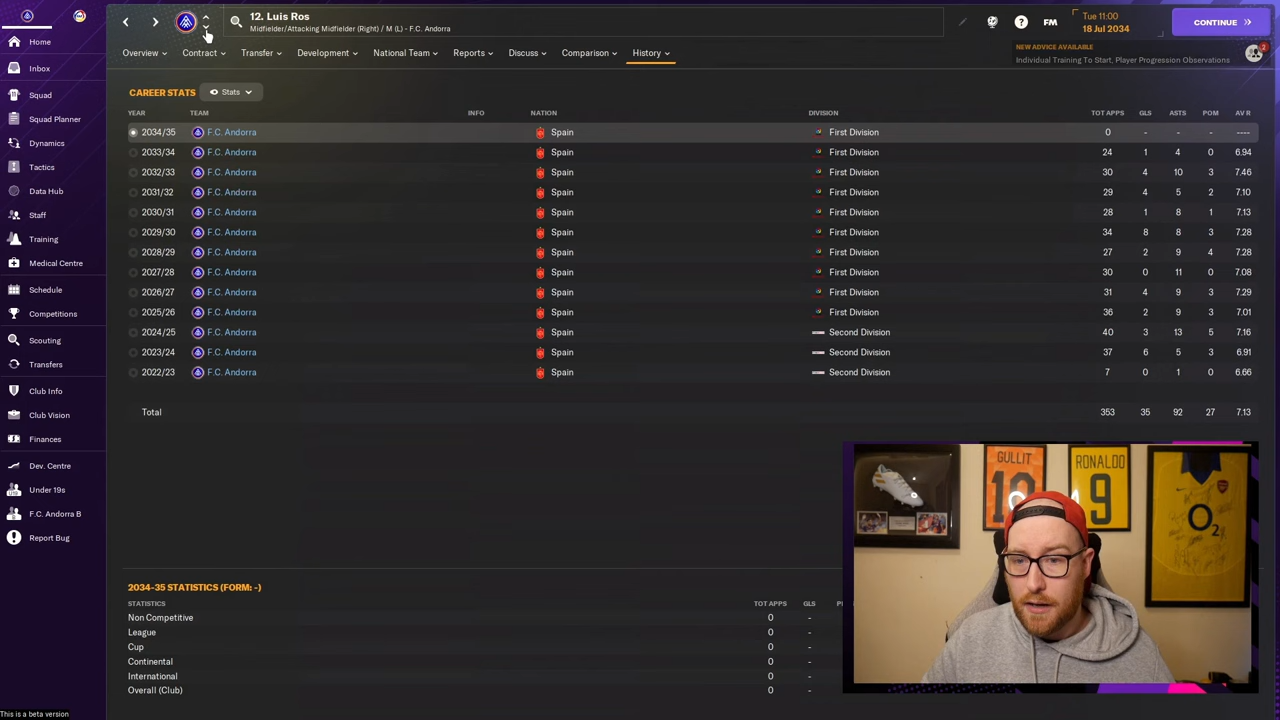 12. Luis Ros
Midfielder/Attacking Midfielder (Right) / M (L) - F.C. Andorra
FM
Tue 11:00
18 Jul 2034
CONTINUE
Overview Contract Transfer Development National Team Reports Discuss Comparison History
NEW ADVICE AVAILABLE
Individual Training To Start, Player Progression Observations
2
Home
Inbox
Squad
Squad Planner
Dynamics
Tactics
Data Hub
Staff
Training
Medical Centre
Schedule
Competitions
Scouting
Transfers
Club Info
Club Vision
Finances
Dev. Centre
Under 19s
F.C. Andorra B
Report Bug
This is a beta version
CAREER STATS Stats
YEAR TEAM INFO NATION DIVISION TOT APPS GLS ASTS POM AV R
2034/35 F.C. Andorra Spain First Division 0 - - - ----
2033/34 F.C. Andorra Spain First Division 24 1 4 0 6.94
2032/33 F.C. Andorra Spain First Division 30 4 10 3 7.46
2031/32 F.C. Andorra Spain First Division 29 4 5 2 7.10
2030/31 F.C. Andorra Spain First Division 28 1 8 1 7.13
2029/30 F.C. Andorra Spain First Division 34 8 8 3 7.28
2028/29 F.C. Andorra Spain First Division 27 2 9 4 7.28
2027/28 F.C. Andorra Spain First Division 30 0 11 0 7.08
2026/27 F.C. Andorra Spain First Division 31 4 9 3 7.29
2025/26 F.C. Andorra Spain First Division 36 2 9 3 7.01
2024/25 F.C. Andorra Spain Second Division 40 3 13 5 7.16
2023/24 F.C. Andorra Spain Second Division 37 6 5 3 6.91
2022/23 F.C. Andorra Spain Second Division 7 0 1 0 6.66
Total 353 35 92 27 7.13
GULLIT
10
RONALDO
9
O2
2034-35 STATISTICS (FORM: -)
STATISTICS TOT APPS GLS
Non Competitive 0 -
League 0 -
Cup 0 -
Continental 0 -
International 0 -
Overall (Club) 0 -